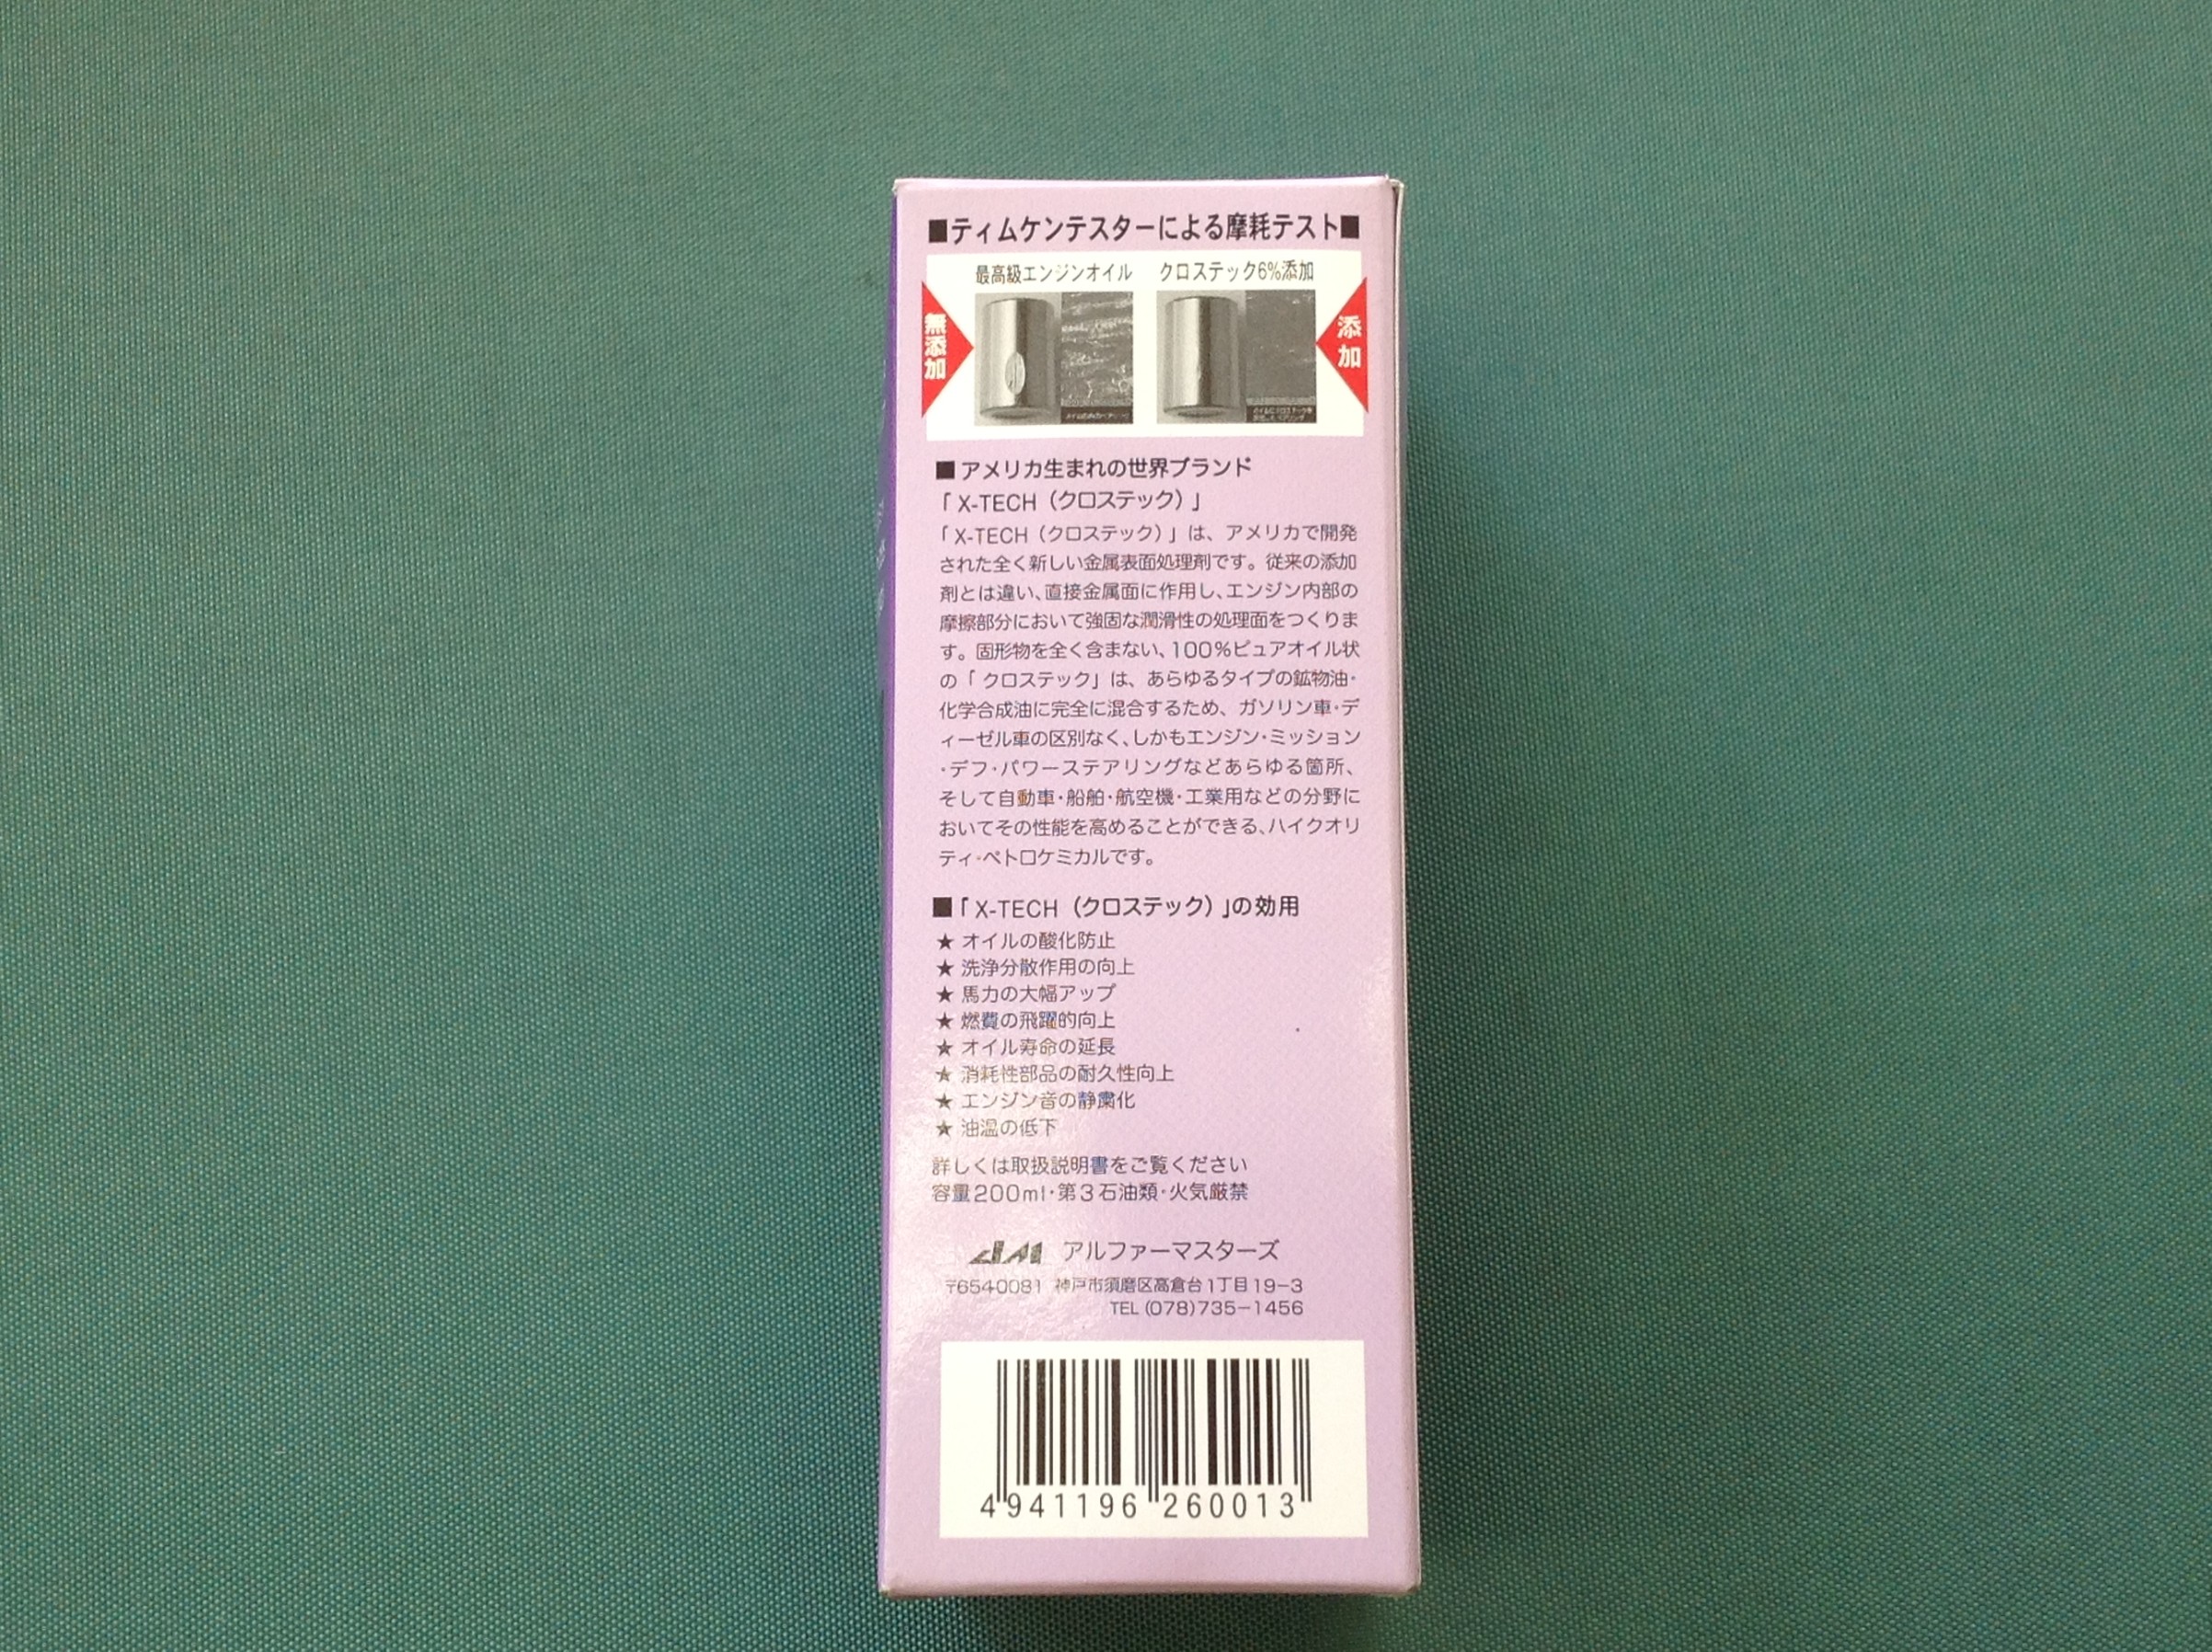 ■ティムケンテスターによる摩耗テスト■
最高級エンジンオイル クロステック6%添加
無添加
添加
■アメリカ生まれの世界ブランド
「X-TECH（クロステック）」
「X-TECH（クロステック）」は、アメリカで開発
された全く新しい金属表面処理剤です。従来の添加
剤とは違い、直接金属面に作用し、エンジン内部の
摩擦部分において強固な潤滑性の処理面をつくりま
す。固形物を全く含まない、100%ピュアオイル状
の「クロステック」は、あらゆるタイプの鉱物油・
化学合成油に完全に混合するため、ガソリン車・デ
ィーゼル車の区別なく、しかもエンジン・ミッション
・デフ・パワーステアリングなどあらゆる箇所、
そして自動車・船舶・航空機・工業用などの分野に
おいてその性能を高めることができる、ハイクオリ
ティ・ペトロケミカルです。
■「X-TECH（クロステック）」の効用
★ オイルの酸化防止
★ 洗浄分散作用の向上
★ 馬力の大幅アップ
★ 燃費の飛躍的向上
★ オイル寿命の延長
★ 消耗性部品の耐久性向上
★ エンジン音の静粛化
★ 油温の低下
詳しくは取扱説明書をご覧ください
容量200ml・第3石油類・火気厳禁
アルファーマスターズ
〒6540081 神戸市須磨区高倉台1丁目19-3
TEL (078)735-1456
4941196260013